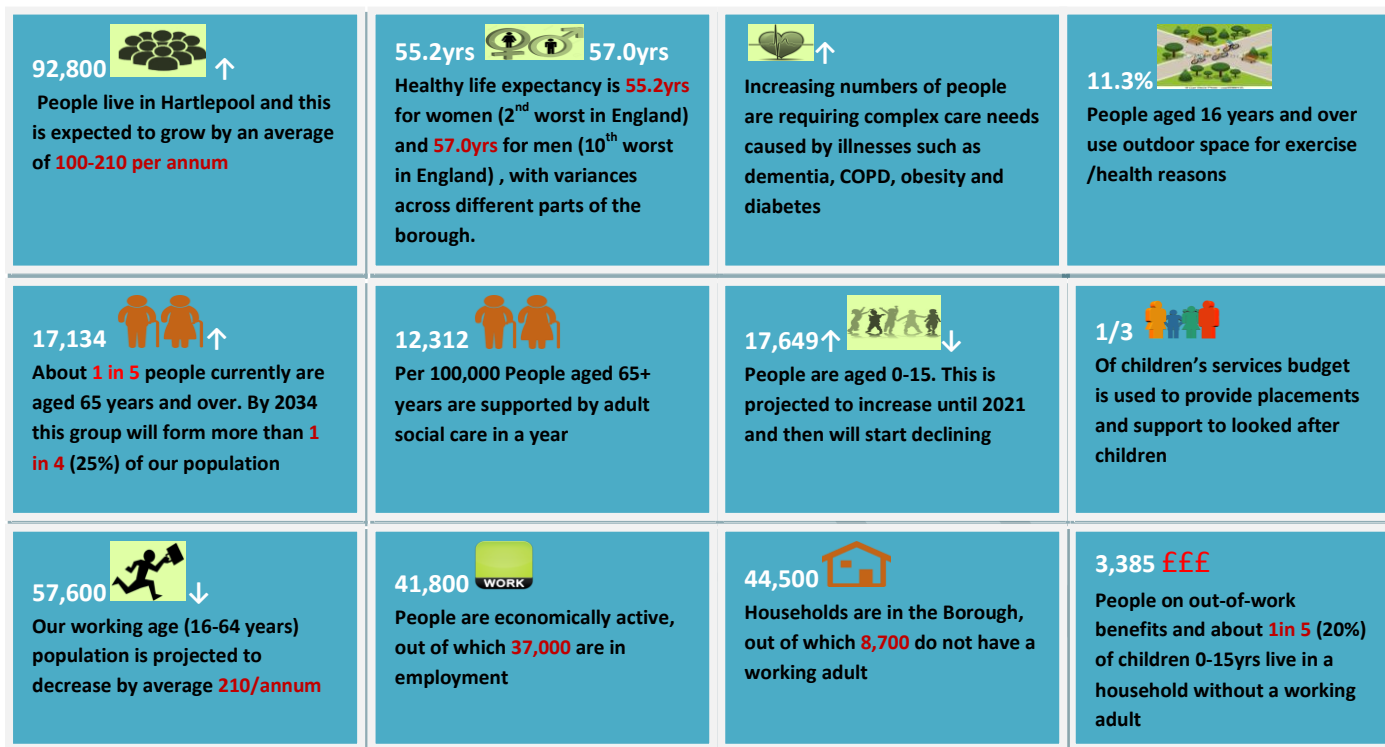 92,800 ↑
People live in Hartlepool and this
is expected to grow by an average
of 100-210 per annum
55.2yrs 57.0yrs
Healthy life expectancy is 55.2yrs
for women (2nd worst in England)
and 57.0yrs for men (10th worst
in England) , with variances
across different parts of the
borough.
↑
Increasing numbers of people
are requiring complex care needs
caused by illnesses such as
dementia, COPD, obesity and
diabetes
11.3%
People aged 16 years and over
use outdoor space for exercise
/health reasons
17,134 ↑
About 1 in 5 people currently are
aged 65 years and over. By 2034
this group will form more than 1
in 4 (25%) of our population
12,312
Per 100,000 People aged 65+
years are supported by adult
social care in a year
17,649↑ ↓
People are aged 0-15. This is
projected to increase until 2021
and then will start declining
1/3
Of children’s services budget
is used to provide placements
and support to looked after
children
57,600 ↓
Our working age (16-64 years)
population is projected to
decrease by average 210/annum
41,800 WORK
People are economically active,
out of which 37,000 are in
employment
44,500
Households are in the Borough,
out of which 8,700 do not have a
working adult
3,385 £££
People on out-of-work
benefits and about 1in 5 (20%)
of children 0-15yrs live in a
household without a working
adult